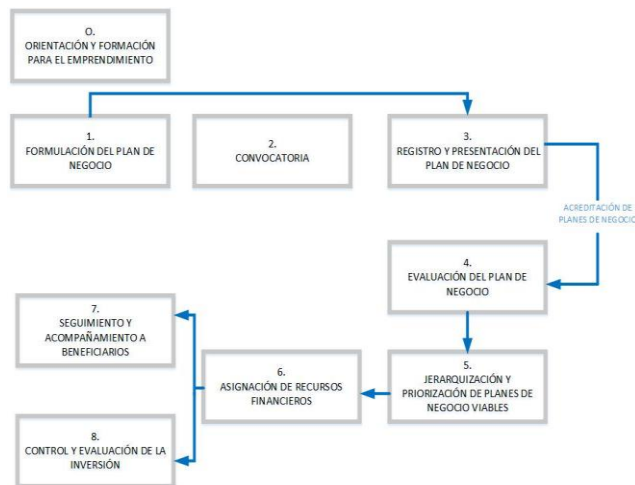 O.
ORIENTACIÓN Y FORMACIÓN
PARA EL EMPRENDIMIENTO
1.
FORMULACIÓN DEL PLAN DE
NEGOCIO
2.
CONVOCATORIA
3.
REGISTRO Y PRESENTACIÓN DEL
PLAN DE NEGOCIO
ACREDITACIÓN DE
PLANES DE NEGOCIO
4.
EVALUACIÓN DEL PLAN DE
NEGOCIO
5.
JERARQUIZACIÓN Y
PRIORIZACIÓN DE PLANES DE
NEGOCIO VIABLES
6.
ASIGNACIÓN DE RECURSOS
FINANCIEROS
7.
SEGUIMIENTO Y
ACOMPAÑAMIENTO A
BENEFICIARIOS
8.
CONTROL Y EVALUACIÓN DE LA
INVERSIÓN